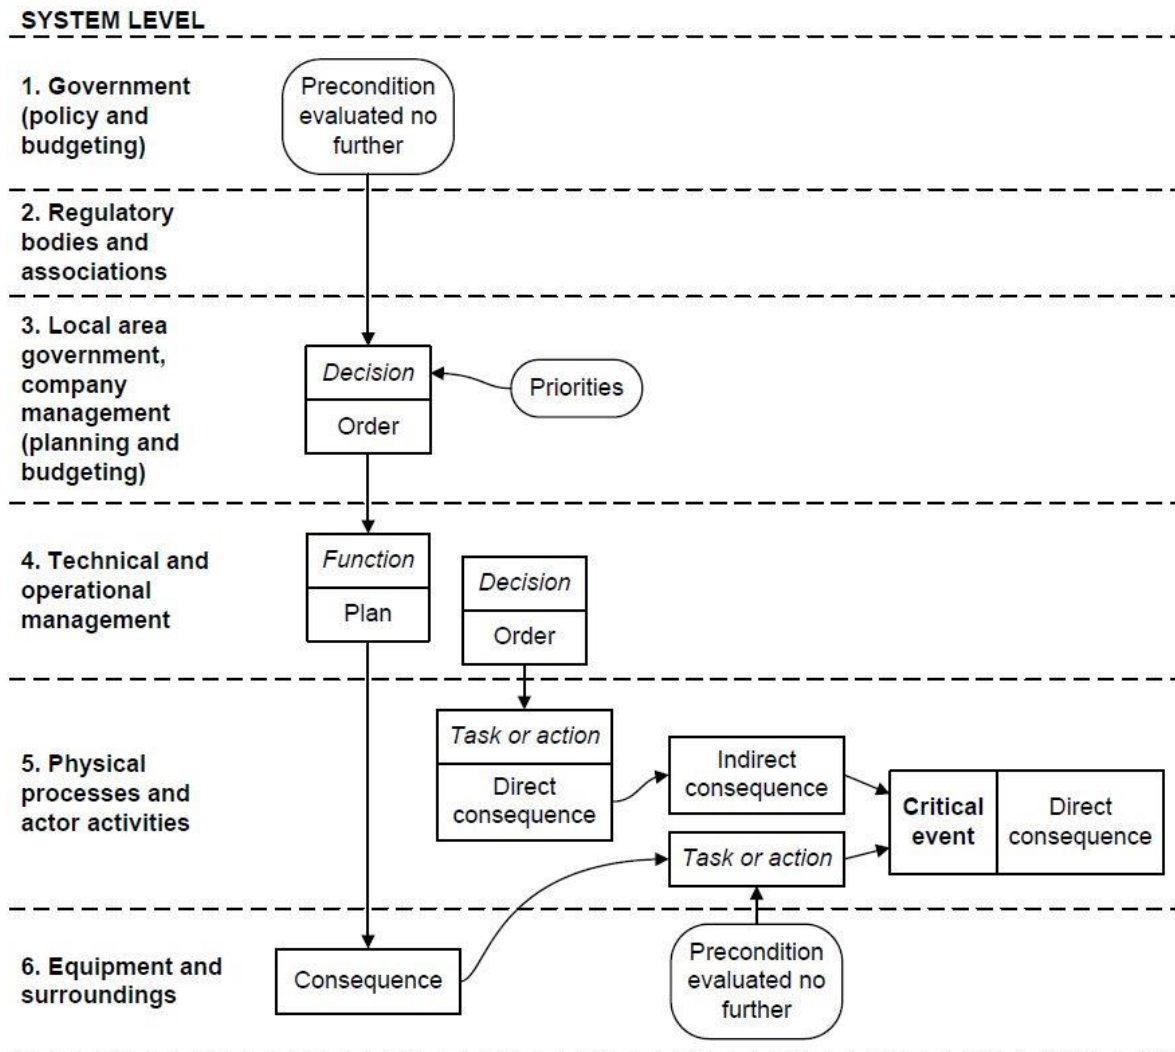 SYSTEM LEVEL
1. Government
(policy and
budgeting)
Precondition
evaluated no
further
2. Regulatory
bodies and
associations
3. Local area
government,
company
management
(planning and
budgeting)
Decision
Order
Priorities
4. Technical and
operational
management
Function
Plan
Decision
Order
5. Physical
processes and
actor activities
Task or action
Direct
consequence
Indirect
consequence
Task or action
Critical
event
Direct
consequence
6. Equipment and
surroundings
Consequence
Precondition
evaluated no
further